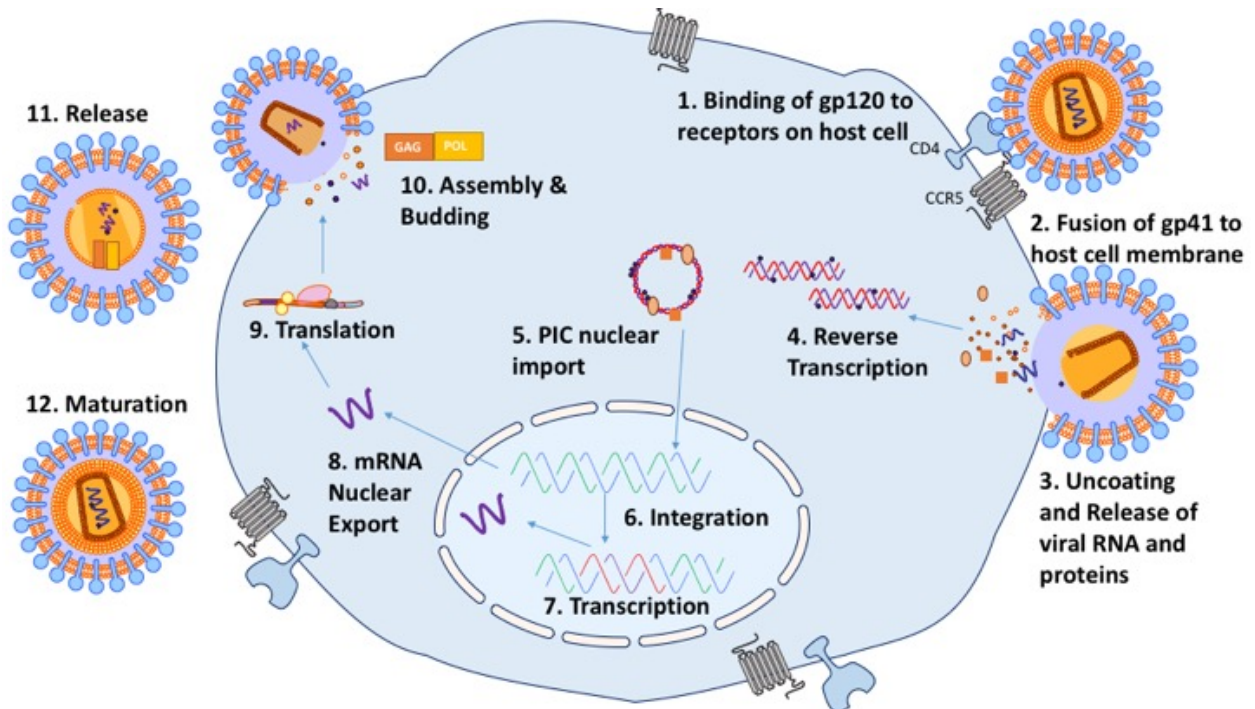 1. Binding of gp120 to
receptors on host cell
CD4
CCR5
2. Fusion of gp41 to
host cell membrane
3. Uncoating
and Release of
viral RNA and
proteins
4. Reverse
Transcription
5. PIC nuclear
import
6. Integration
7. Transcription
8. mRNA
Nuclear
Export
9. Translation
GAG POL
10. Assembly &
Budding
11. Release
12. Maturation